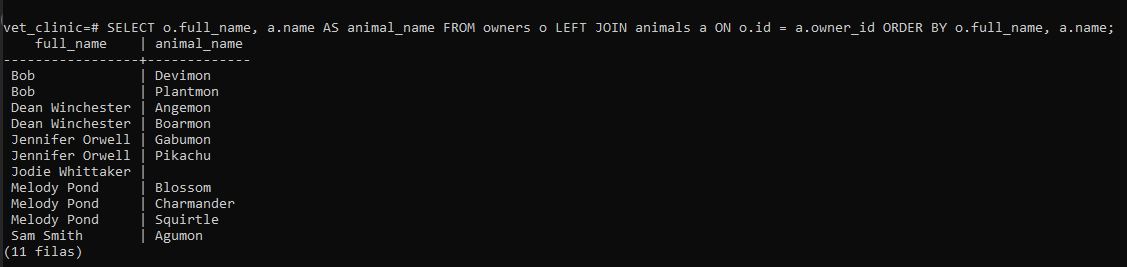 vet_clinic=# SELECT o.full_name, a.name AS animal_name FROM owners o LEFT JOIN animals a ON o.id = a.owner_id ORDER BY o.full_name, a.name;
    full_name    | animal_name
-----------------+-------------
 Bob             | Devimon
 Bob             | Plantmon
 Dean Winchester | Angemon
 Dean Winchester | Boarmon
 Jennifer Orwell | Gabumon
 Jennifer Orwell | Pikachu
 Jodie Whittaker |
 Melody Pond     | Blossom
 Melody Pond     | Charmander
 Melody Pond     | Squirtle
 Sam Smith       | Agumon
(11 filas)